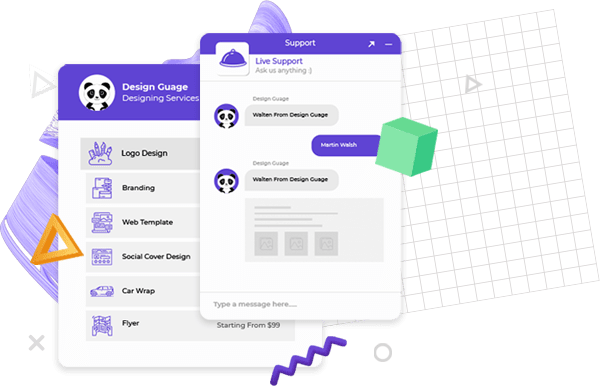 Support
Live Support
Ask us anything :)
Design Guage
Walten From Design Guage
Martin Walsh
Design Guage
Walten From Design Guage
Type a message here.....
Design Guage
Designing Services
Logo Design
Branding
Web Template
Social Cover Design
Car Wrap
Flyer
Starting From $99